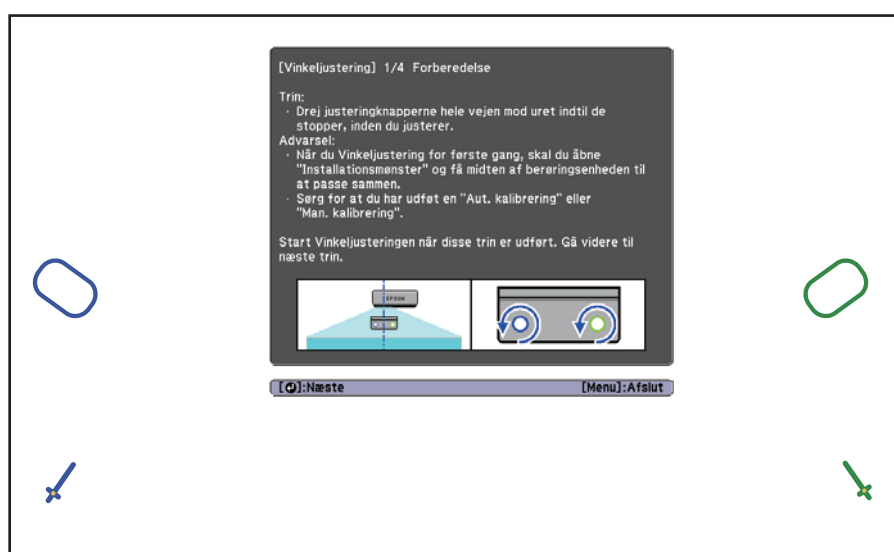 [Vinkeljustering] 1/4 Forberedelse
Trin:
· Drej justeringknapperne hele vejen mod uret indtil de
stopper, inden du justerer.
Advarsel:
· Når du Vinkeljustering for første gang, skal du åbne
"Installationsmønster" og få midten af berøringsenheden til
at passe sammen.
· Sørg for at du har udføt en "Aut. kalibrering" eller
"Man. kalibrering".
Start Vinkeljusteringen når disse trin er udført. Gå videre til
næste trin.
EPSON
[⏎]:Næste [Menu]:Afslut